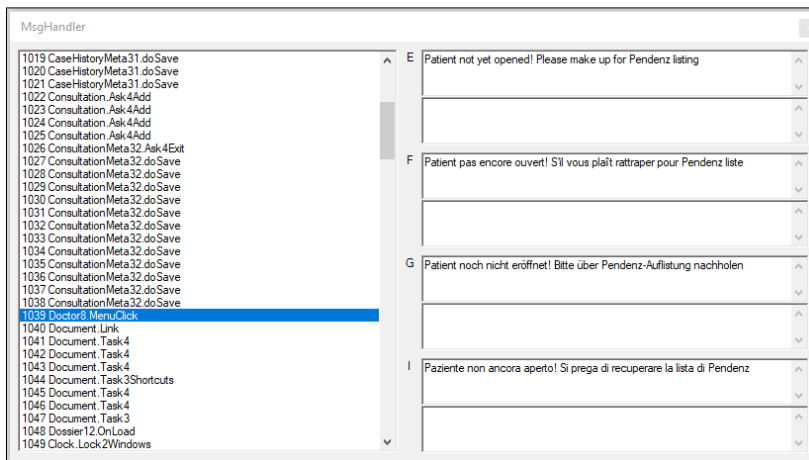 MsgHandler
1019 CaseHistoryMeta31.doSave
1020 CaseHistoryMeta31.doSave
1021 CaseHistoryMeta31.doSave
1022 Consultation.Ask4Add
1023 Consultation.Ask4Add
1024 Consultation.Ask4Add
1025 Consultation.Ask4Add
1026 ConsultationMeta32.Ask4Exit
1027 ConsultationMeta32.doSave
1028 ConsultationMeta32.doSave
1029 ConsultationMeta32.doSave
1030 ConsultationMeta32.doSave
1031 ConsultationMeta32.doSave
1032 ConsultationMeta32.doSave
1033 ConsultationMeta32.doSave
1034 ConsultationMeta32.doSave
1035 ConsultationMeta32.doSave
1036 ConsultationMeta32.doSave
1037 ConsultationMeta32.doSave
1038 ConsultationMeta32.doSave
1039 Doctor8.MenuClick
1040 Document.Link
1041 Document.Task4
1042 Document.Task4
1043 Document.Task4
1044 Document.Task3Shortcuts
1045 Document.Task4
1046 Document.Task4
1047 Document.Task3
1048 Dossier12.OnLoad
1049 Clock.Lock2Windows
E Patient not yet opened! Please make up for Pendenz listing
F Patient pas encore ouvert! S'il vous plaît rattraper pour Pendenz liste
G Patient noch nicht eröffnet! Bitte über Pendenz-Auflistung nachholen
I Paziente non ancora aperto! Si prega di recuperare la lista di Pendenz